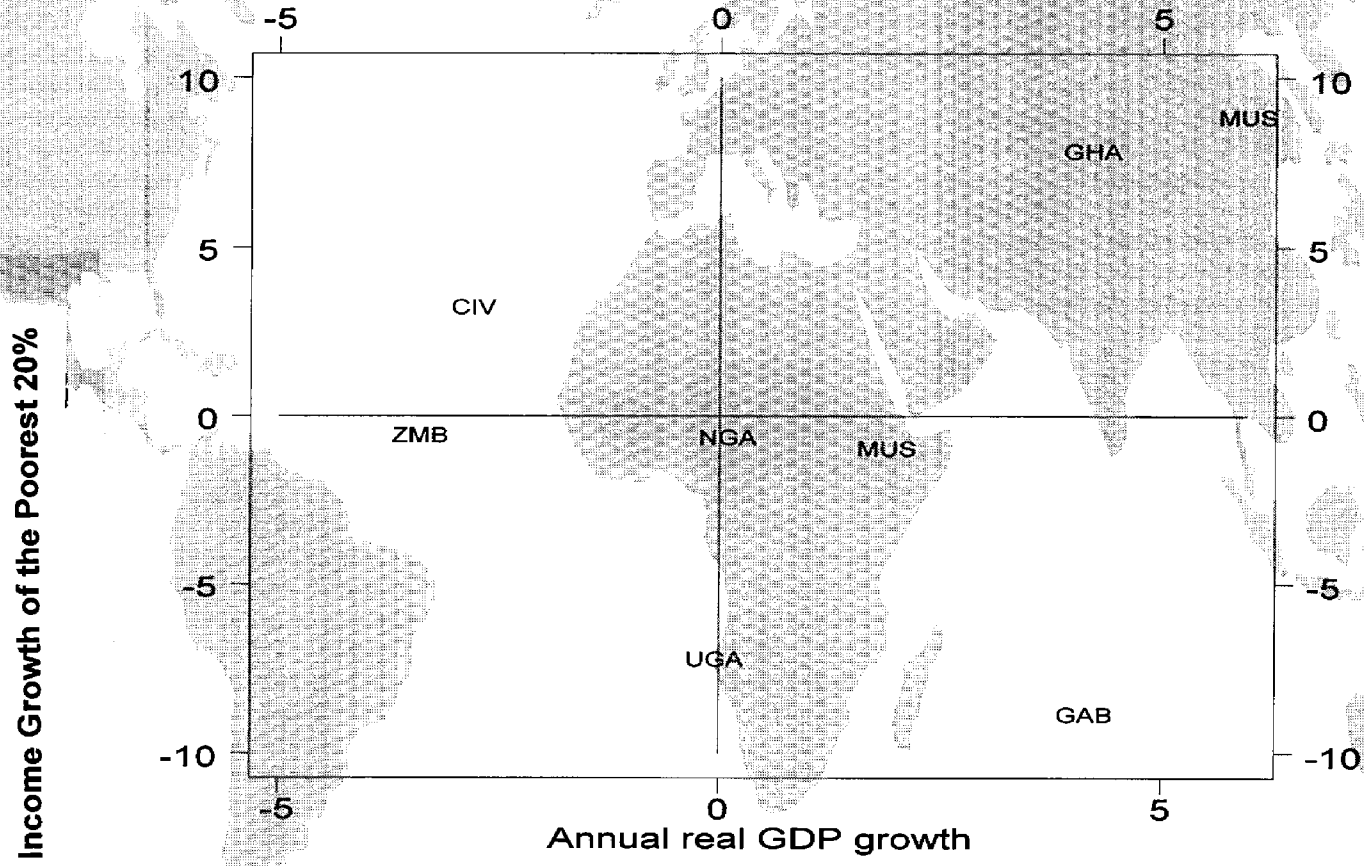 -5 0 5
10 10
MUS
GHA
5 5
CIV
Income Growth of the Poorest 20%
0 0
ZMB NGA MUS
-5 -5
UGA
GAB
-10 -10
-5 0 5
Annual real GDP growth